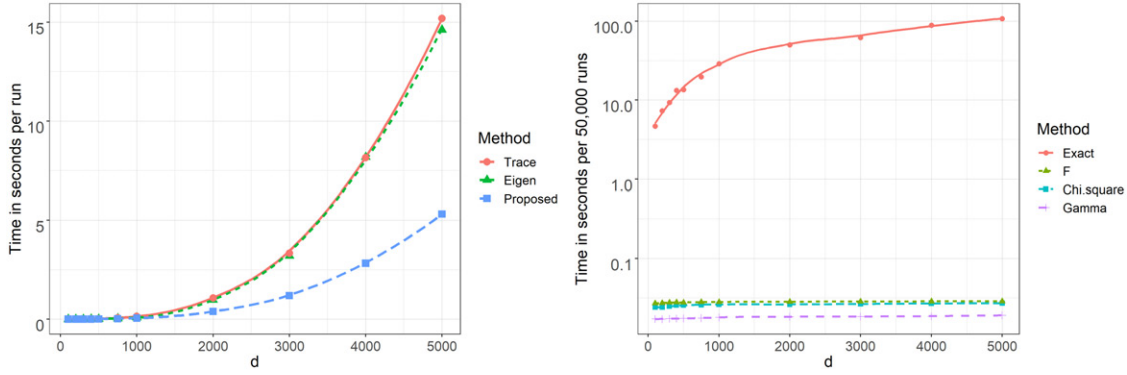 Time in seconds per run
15
10
5
0
0 1000 2000 3000 4000 5000
d
Method
Trace
Eigen
Proposed
Time in seconds per 50,000 runs
100.0
10.0
1.0
0.1
0 1000 2000 3000 4000 5000
d
Method
Exact
F
Chi.square
Gamma